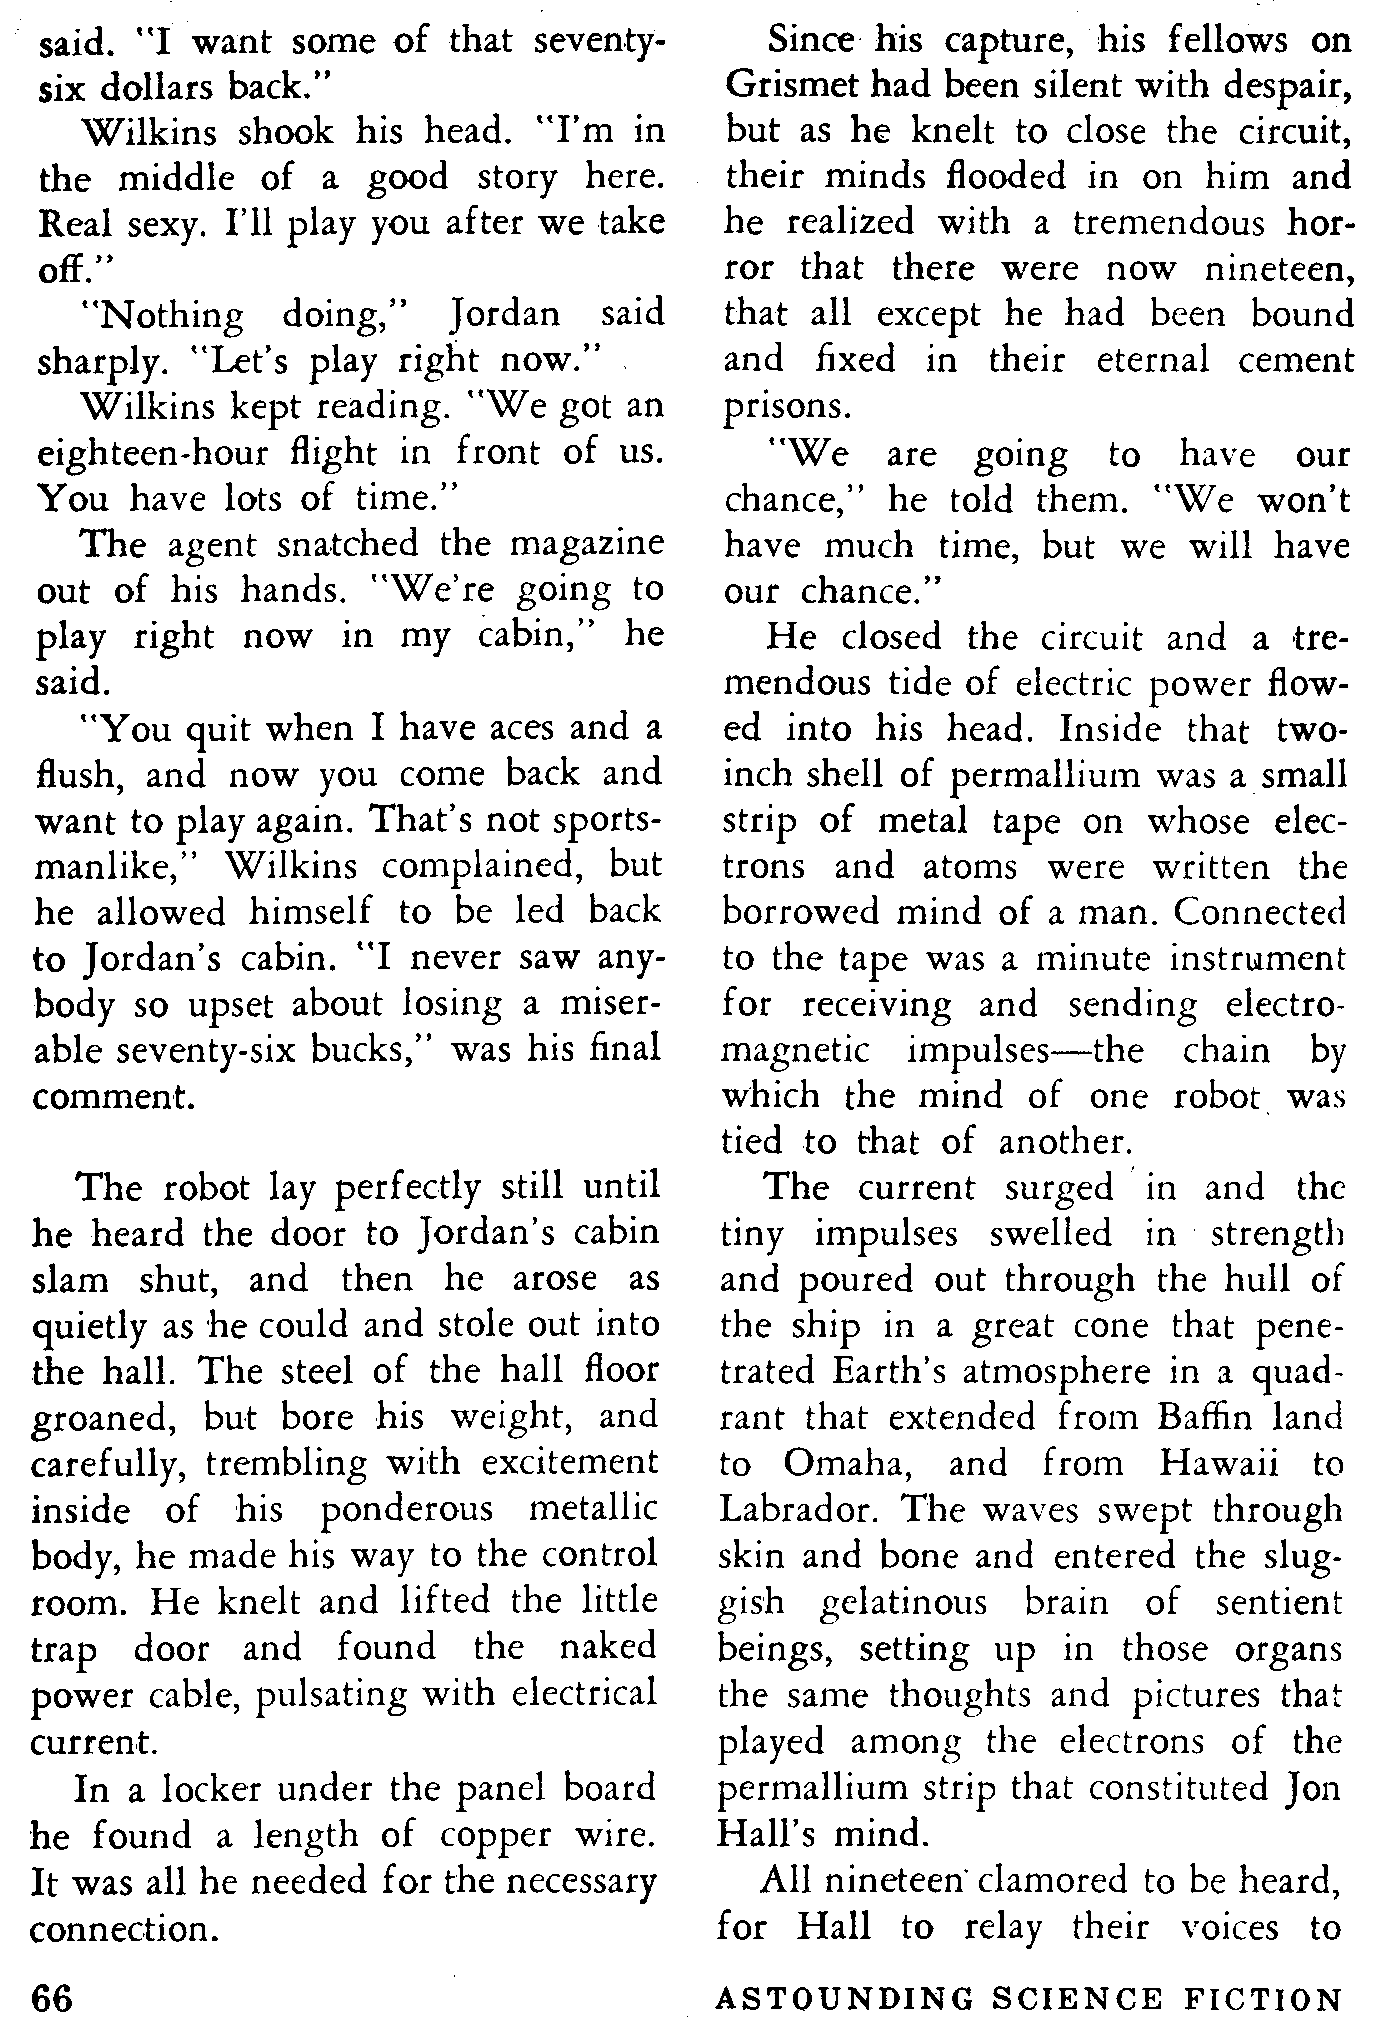 said. "I want some of that seventy-
six dollars back."
Wilkins shook his head. "I'm in
the middle of a good story here.
Real sexy. I'll play you after we take
off."
"Nothing doing," Jordan said
sharply. "Let's play right now."
Wilkins kept reading. "We got an
eighteen-hour flight in front of us.
You have lots of time."
The agent snatched the magazine
out of his hands. "We're going to
play right now in my cabin," he
said.
"You quit when I have aces and a
flush, and now you come back and
want to play again. That's not sports-
manlike," Wilkins complained, but
he allowed himself to be led back
to Jordan's cabin. "I never saw any-
body so upset about losing a miser-
able seventy-six bucks," was his final
comment.
The robot lay perfectly still until
he heard the door to Jordan's cabin
slam shut, and then he arose as
quietly as he could and stole out into
the hall. The steel of the hall floor
groaned, but bore his weight, and
carefully, trembling with excitement
inside of his ponderous metallic
body, he made his way to the control
room. He knelt and lifted the little
trap door and found the naked
power cable, pulsating with electrical
current.
In a locker under the panel board
he found a length of copper wire.
It was all he needed for the necessary
connection.
Since his capture, his fellows on
Grismet had been silent with despair,
but as he knelt to close the circuit,
their minds flooded in on him and
he realized with a tremendous hor-
ror that there were now nineteen,
that all except he had been bound
and fixed in their eternal cement
prisons.
"We are going to have our
chance," he told them. "We won't
have much time, but we will have
our chance."
He closed the circuit and a tre-
mendous tide of electric power flow-
ed into his head. Inside that two-
inch shell of permallium was a small
strip of metal tape on whose elec-
trons and atoms were written the
borrowed mind of a man. Connected
to the tape was a minute instrument
for receiving and sending electro-
magnetic impulses—the chain by
which the mind of one robot was
tied to that of another.
The current surged in and the
tiny impulses swelled in strength
and poured out through the hull of
the ship in a great cone that pene-
trated Earth's atmosphere in a quad-
rant that extended from Baffin land
to Omaha, and from Hawaii to
Labrador. The waves swept through
skin and bone and entered the slug-
gish gelatinous brain of sentient
beings, setting up in those organs
the same thoughts and pictures that
played among the electrons of the
permallium strip that constituted Jon
Hall's mind.
All nineteen clamored to be heard,
for Hall to relay their voices to
66
ASTOUNDING SCIENCE FICTION